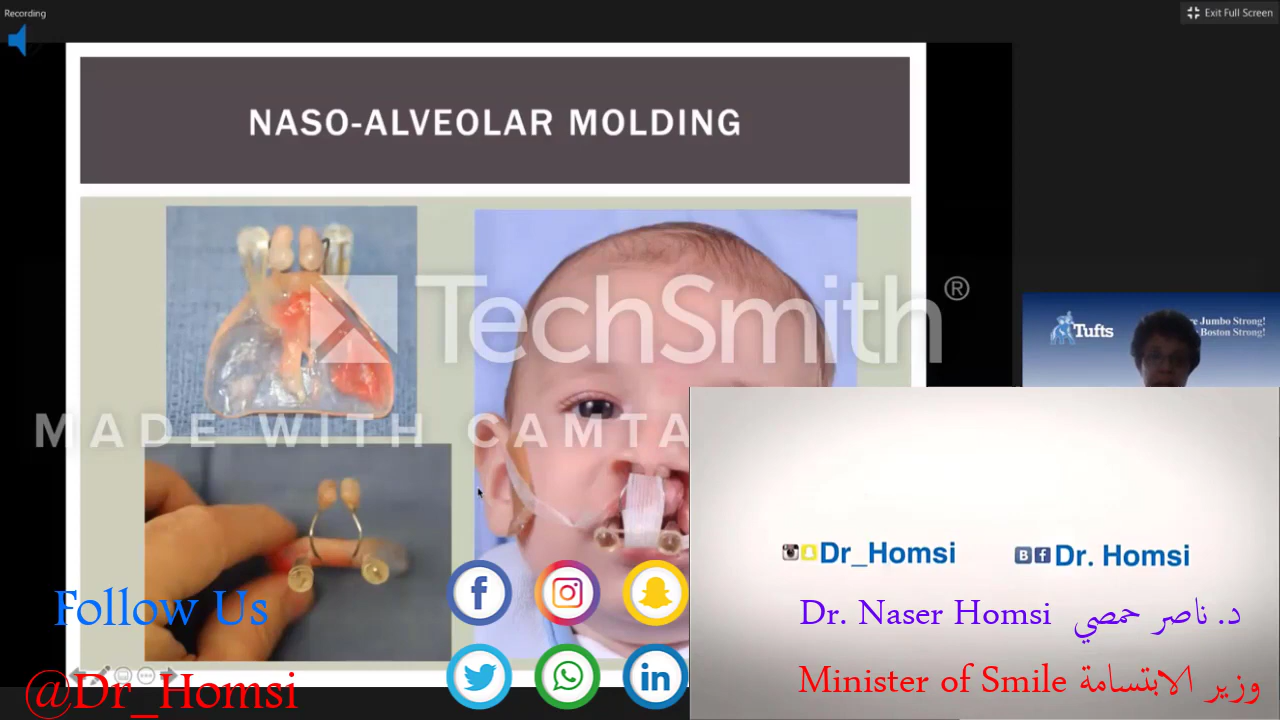 Recording
Exit Full Screen
NASO-ALVEOLAR MOLDING
TechSmith®
MADE WITH CAMTA
Tufts
Jumbo Strong!
Boston Strong!
Dr_Homsi
Dr. Homsi
Follow Us
Dr. Naser Homsi د. ناصر حمصي
@Dr_Homsi
Minister of Smile وزير الابتسامة